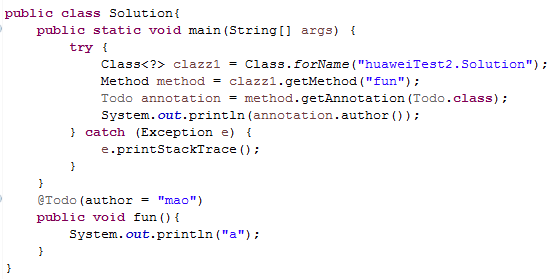 public class Solution{
    public static void main(String[] args) {
        try {
            Class<?> clazz1 = Class.forName("huaweiTest2.Solution");
            Method method = clazz1.getMethod("fun");
            Todo annotation = method.getAnnotation(Todo.class);
            System.out.println(annotation.author());
        } catch (Exception e) {
            e.printStackTrace();
        }
    }
    @Todo(author = "mao")
    public void fun(){
        System.out.println("a");
    }
}